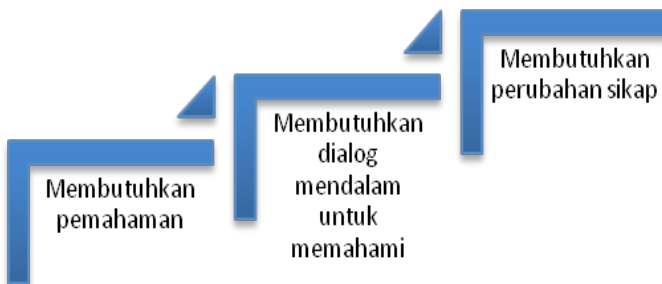 Membutuhkan
pemahaman
Membutuhkan
dialog
mendalam
untuk
memahami
Membutuhkan
perubahan sikap